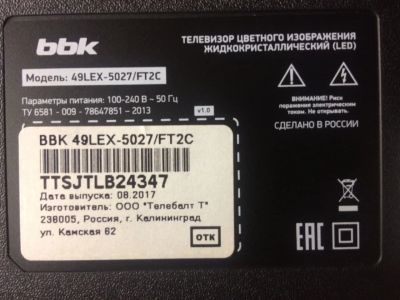 bbk
ТЕЛЕВИЗОР ЦВЕТНОГО ИЗОБРАЖЕНИЯ
ЖИДКОКРИСТАЛЛИЧЕСКИЙ (LED)
Модель: 49LEX-5027/FT2C
Параметры питания: 100-240 В ~ 50 Гц
ТУ 6581 - 009 - 78647851 – 2013
v1.0
ВНИМАНИЕ! Риск
поражения электрическим
током. Не открывать.
СДЕЛАНО В РОССИИ
BBK 49LEX-5027/FT2C
TTSJTLB24347
Дата выпуска: 08.2017
Изготовитель: ООО "Телебалт Т"
236005, Россия, г. Калининград
ул. Камская 62
ОТК
EAC